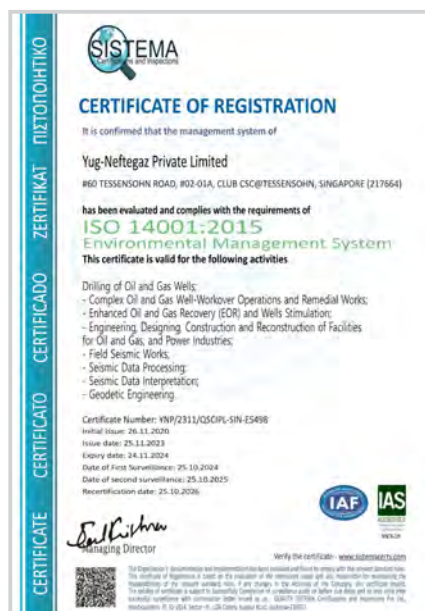 SISTEMA
Certifications and Inspections
CERTIFICATE OF REGISTRATION
It is confirmed that the management system of
Yug-Neftegaz Private Limited
#60 TESSENSOHN ROAD, #02-01A, CLUB CSC@TESSENSOHN, SINGAPORE (217664)
has been evaluated and complies with the requirements of
ISO 14001:2015
Environmental Management System
This certificate is valid for the following activities
Drilling of Oil and Gas Wells;
- Complex Oil and Gas Well-Workover Operations and Remedial Works;
- Enhanced Oil and Gas Recovery (EOR) and Wells Stimulation;
- Engineering, Designing, Construction and Reconstruction of Facilities
for Oil and Gas, and Power Industries;
- Field Seismic Works;
- Seismic Data Processing;
- Seismic Data Interpretation;
- Geodetic Engineering.
Certificate Number: YNP/2311/QSCIPL-SIN-ES498
Initial Issue: 26.11.2020
Issue date: 25.11.2023
Expiry date: 24.11.2024
Date of First Surveillance: 25.10.2024
Date of second surveillance: 25.10.2025
Recertification date: 25.10.2026
Managing Director
IAF
IAS
ACCREDITED
Verify the certificate - www.sistemacerts.com
CERTIFICATE CERTIFICATO CERTIFICADO ZERTIFIKAT ΠΙΣΤΟΠΟΙΗΤΙΚΟ